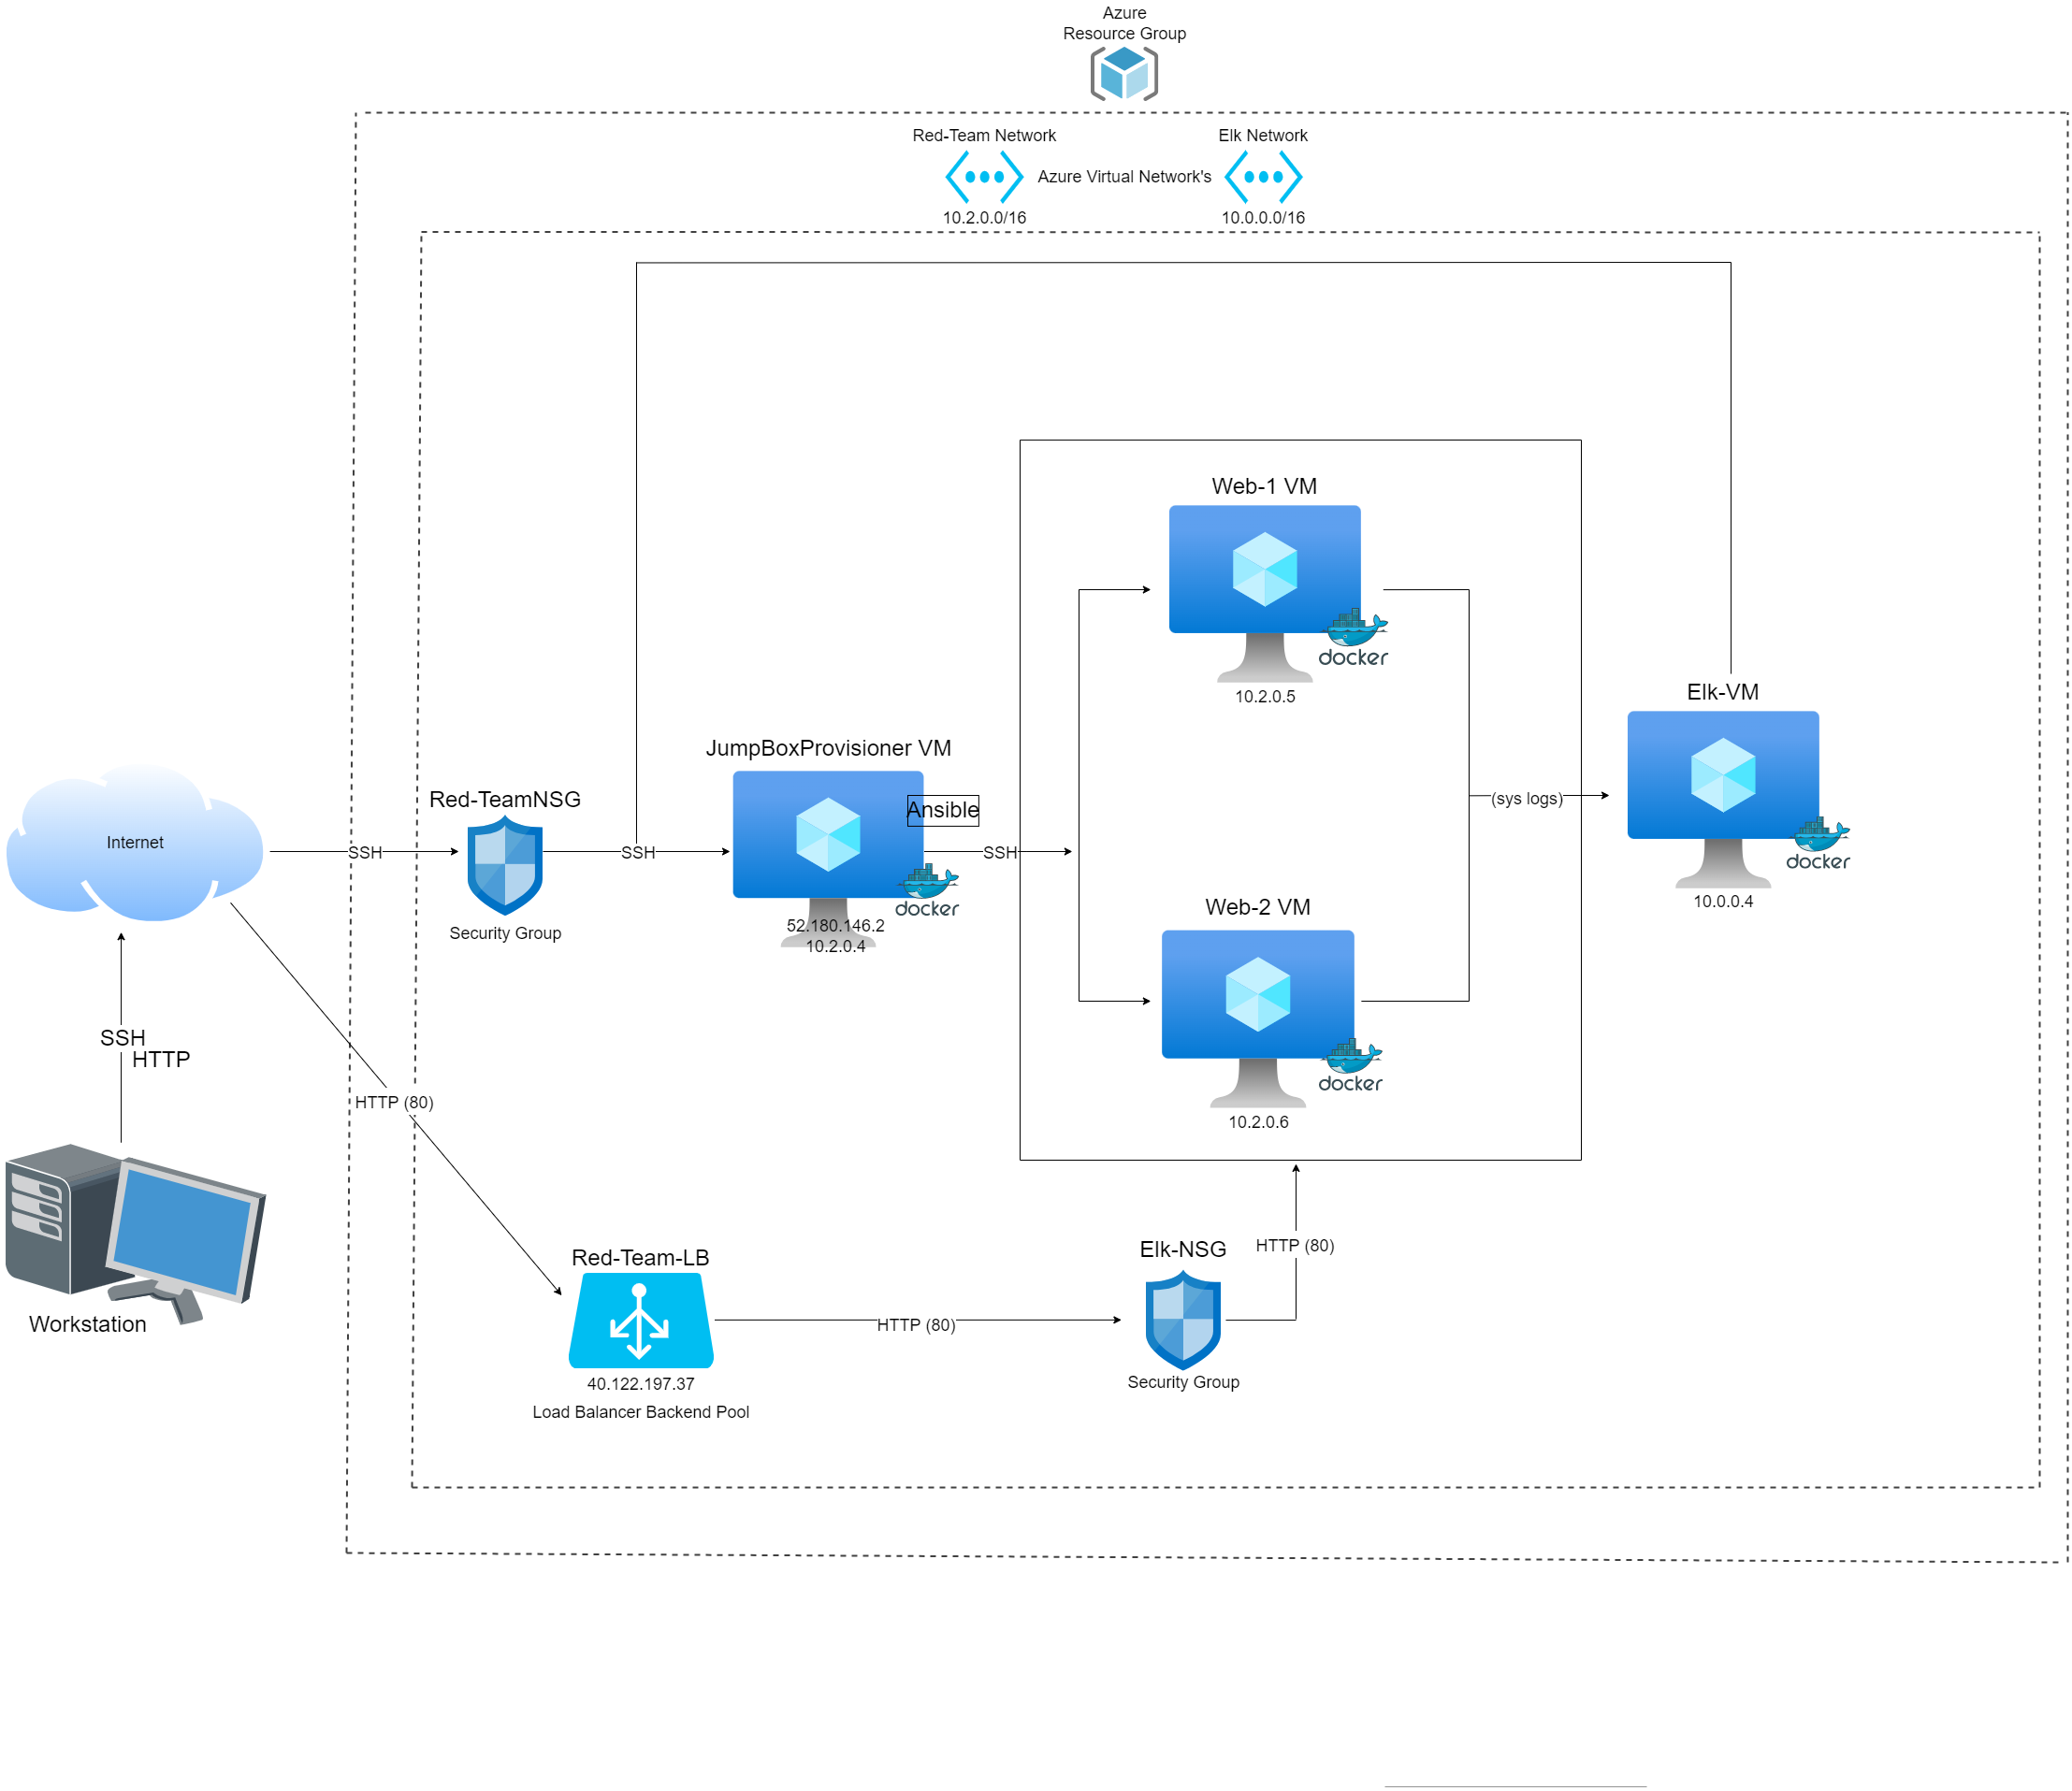 Azure
Resource Group
Red-Team Network
Elk Network
Azure Virtual Network's
10.2.0.0/16
10.0.0.0/16
Web-1 VM
docker
10.2.0.5
Elk-VM
docker
10.0.0.4
(sys logs)
JumpBoxProvisioner VM
Ansible
docker
52.180.146.2
10.2.0.4
Red-TeamNSG
Security Group
Internet
SSH
SSH
SSH
Web-2 VM
docker
10.2.0.6
SSH
HTTP
HTTP (80)
Workstation
Red-Team-LB
40.122.197.37
Load Balancer Backend Pool
HTTP (80)
Elk-NSG
Security Group
HTTP (80)